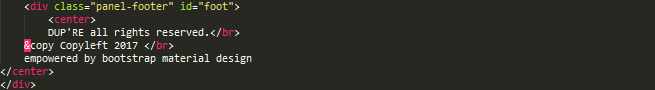 <div class="panel-footer" id="foot">
<center>
DUP'RE all rights reserved.</br>
&copy Copyleft 2017 </br>
empowered by bootstrap material design
</center>
</div>